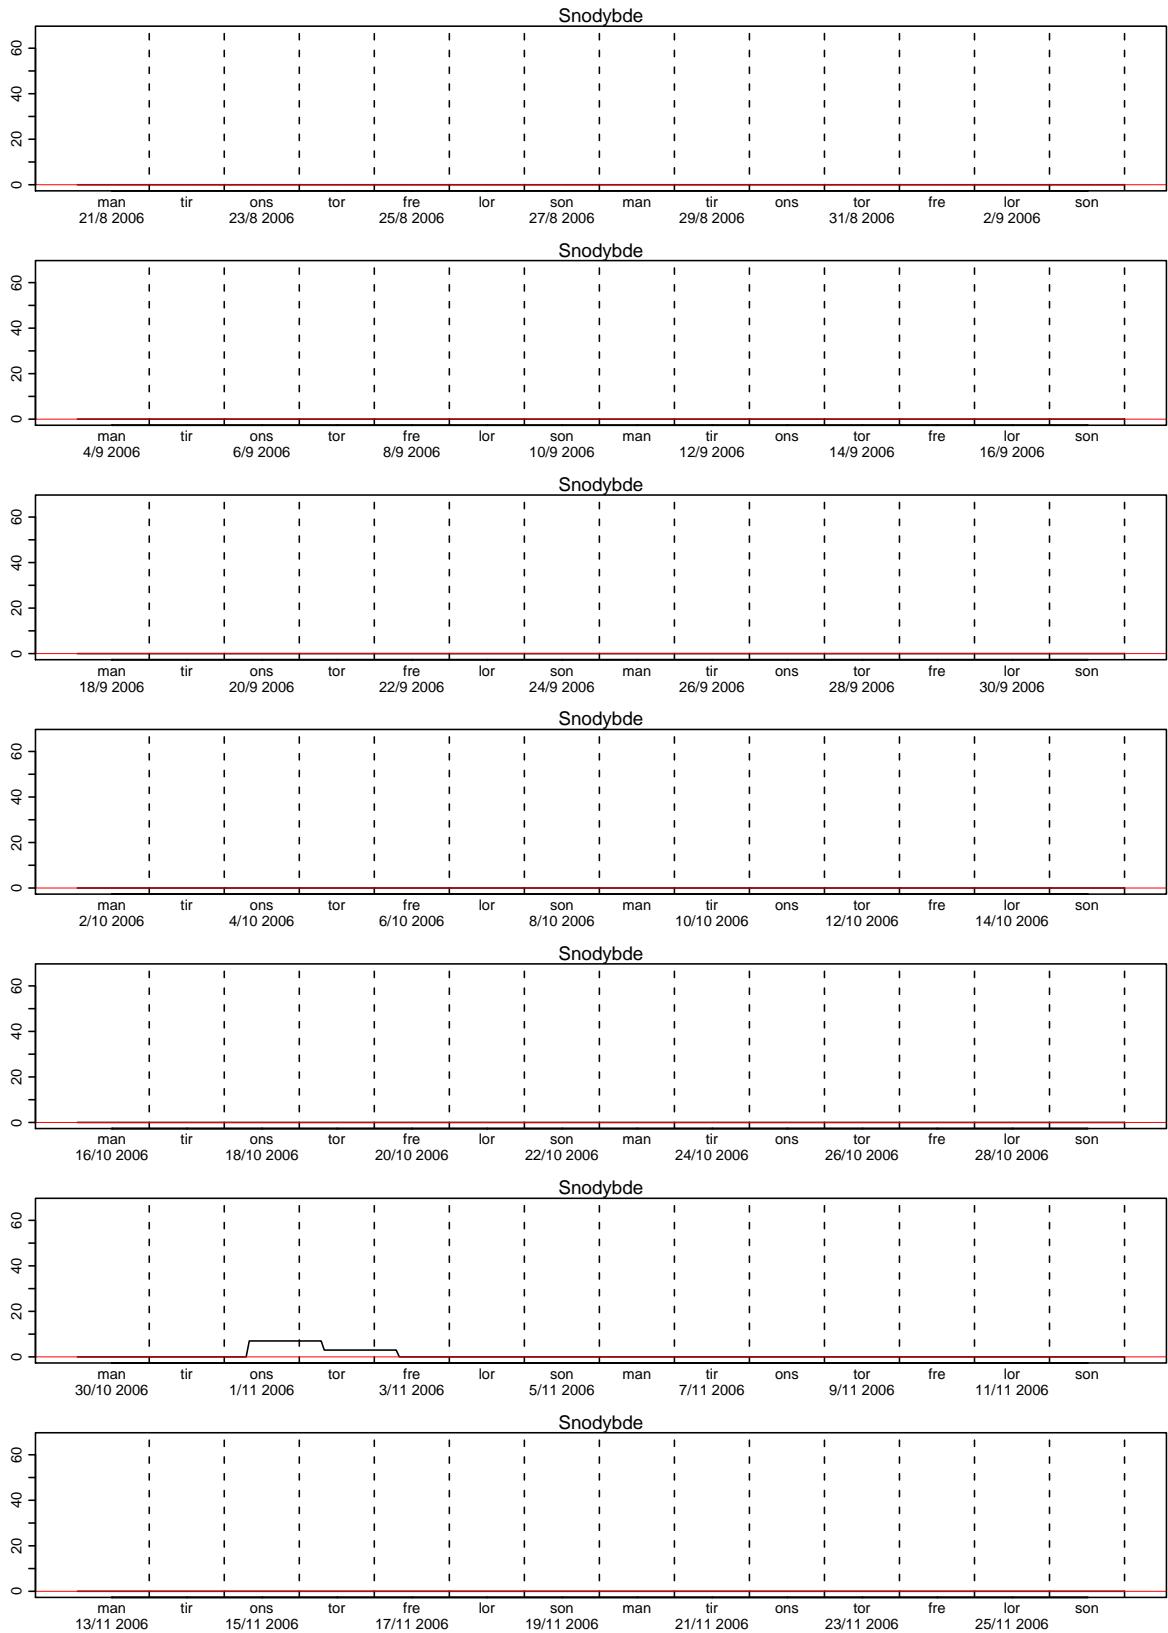 Snodybde
60
40
20
0
man tir ons tor fre lor son man tir ons tor fre lor son
21/8 2006 23/8 2006 25/8 2006 27/8 2006 29/8 2006 31/8 2006 2/9 2006
Snodybde
60
40
20
0
man tir ons tor fre lor son man tir ons tor fre lor son
4/9 2006 6/9 2006 8/9 2006 10/9 2006 12/9 2006 14/9 2006 16/9 2006
Snodybde
60
40
20
0
man tir ons tor fre lor son man tir ons tor fre lor son
18/9 2006 20/9 2006 22/9 2006 24/9 2006 26/9 2006 28/9 2006 30/9 2006
Snodybde
60
40
20
0
man tir ons tor fre lor son man tir ons tor fre lor son
2/10 2006 4/10 2006 6/10 2006 8/10 2006 10/10 2006 12/10 2006 14/10 2006
Snodybde
60
40
20
0
man tir ons tor fre lor son man tir ons tor fre lor son
16/10 2006 18/10 2006 20/10 2006 22/10 2006 24/10 2006 26/10 2006 28/10 2006
Snodybde
60
40
20
0
man tir ons tor fre lor son man tir ons tor fre lor son
30/10 2006 1/11 2006 3/11 2006 5/11 2006 7/11 2006 9/11 2006 11/11 2006
Snodybde
60
40
20
0
man tir ons tor fre lor son man tir ons tor fre lor son
13/11 2006 15/11 2006 17/11 2006 19/11 2006 21/11 2006 23/11 2006 25/11 2006